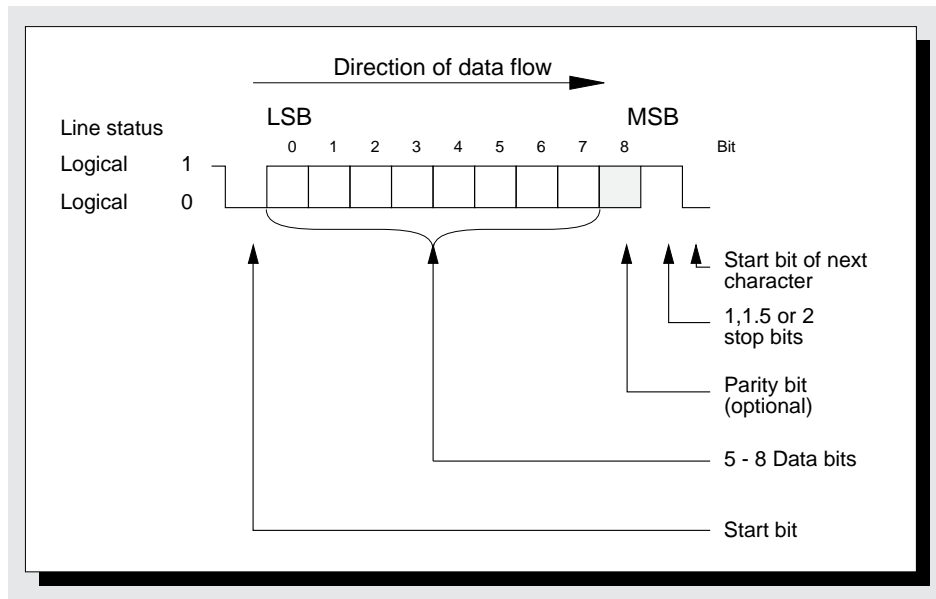 Direction of data flow
LSB MSB
Line status
0 1 2 3 4 5 6 7 8 Bit
Logical 1
Logical 0
Start bit of next
character
1,1.5 or 2
stop bits
Parity bit
(optional)
5 - 8 Data bits
Start bit